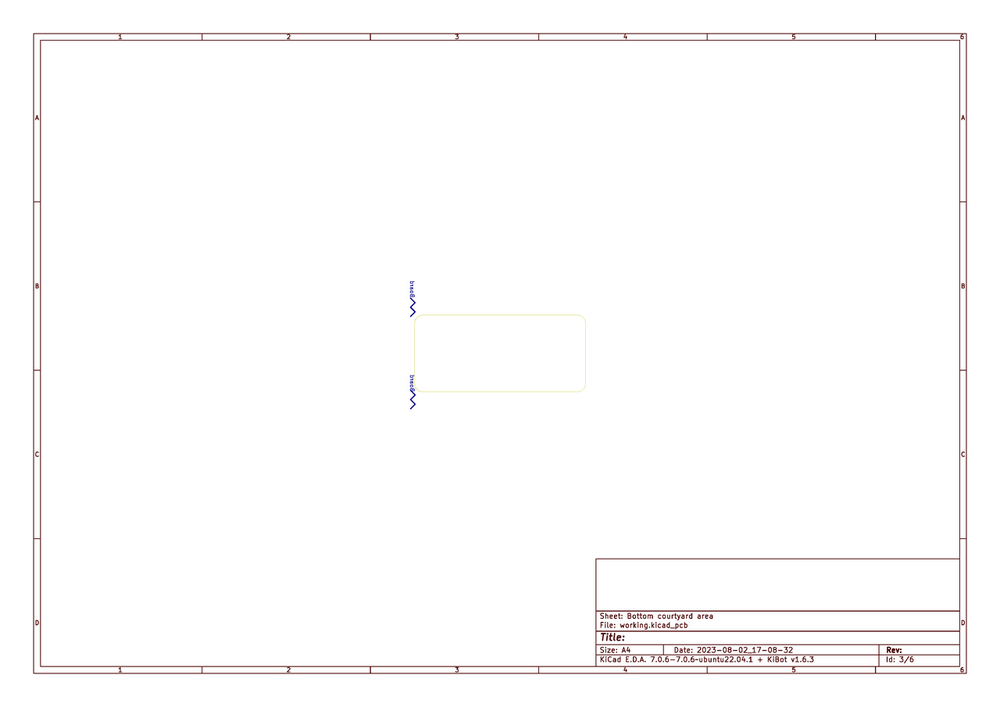 1 2 3 4 5 6
A A
Board
B B
Board
C C
Sheet: Bottom courtyard area
File: working.kicad_pcb
D D
Title:
Size: A4 Date: 2023-08-02_17-08-32 Rev:
KiCad E.D.A. 7.0.6-7.0.6~ubuntu22.04.1 + KiBot v1.6.3 Id: 3/6
1 2 3 4 5 6